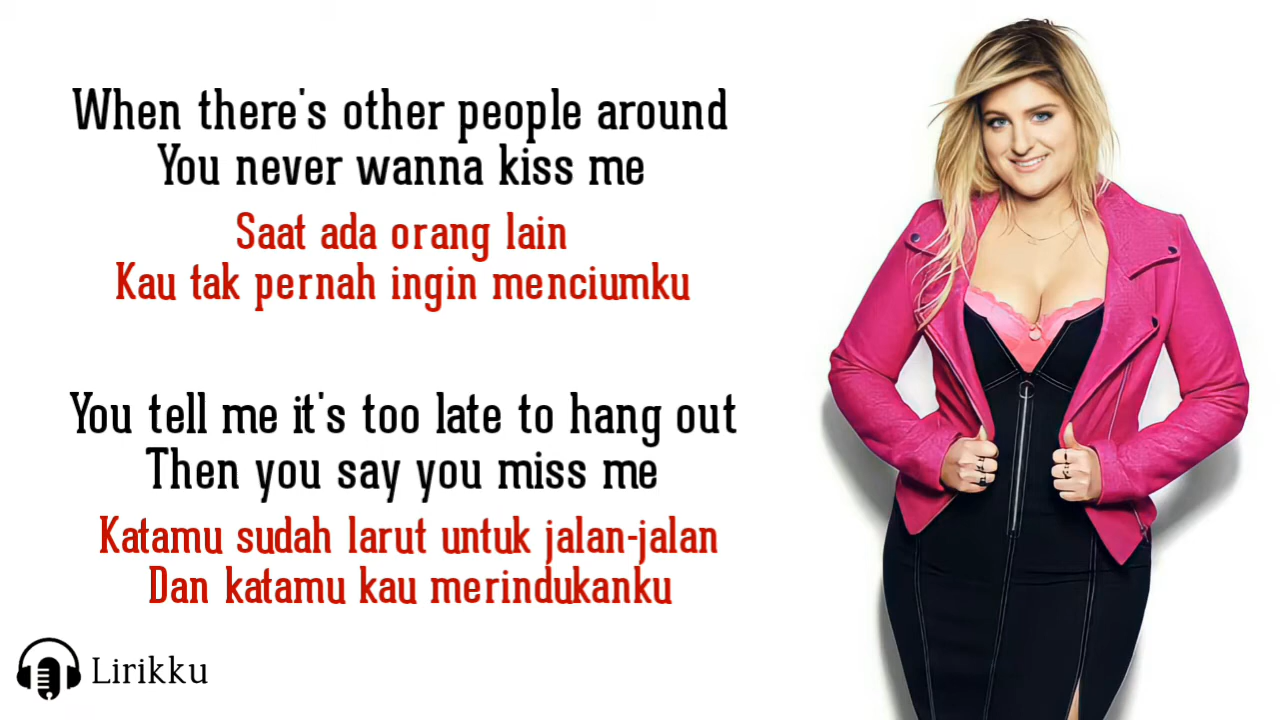 When there's other people around
You never wanna kiss me
Saat ada orang lain
Kau tak pernah ingin menciumku
You tell me it's too late to hang out
Then you say you miss me
Katamu sudah larut untuk jalan-jalan
Dan katamu kau merindukanku
Lirikku